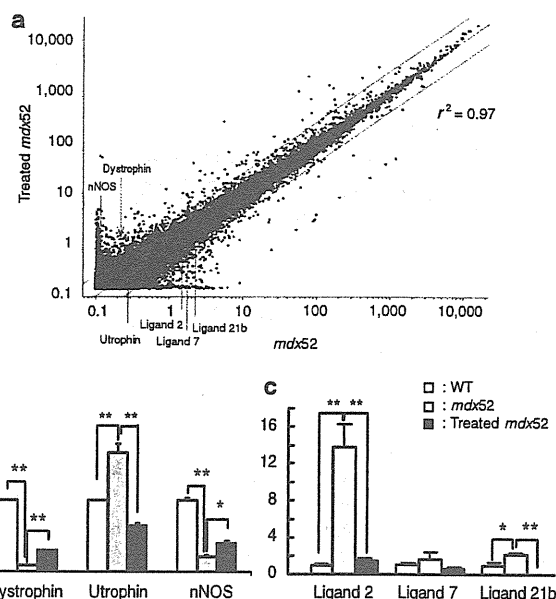 a
10,000
1,000
100
10
1
0.1
Treated mdx52
r² = 0.97
Dystrophin
nNOS
0.1 1 10 100 1,000 10,000
Ligand 2 Ligand 21b
Utrophin Ligand 7 mdx52
** ** ** ** ** *
ystrophin Utrophin nNOS
c
: WT
: mdx52
: Treated mdx52
16
12
8
4
0
** ** * **
Ligand 2 Ligand 7 Ligand 21b